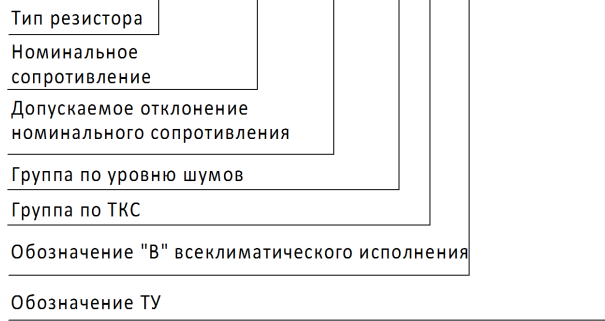 Тип резистора
Номинальное
сопротивление
Допускаемое отклонение
номинального сопротивления
Группа по уровню шумов
Группа по ТКС
Обозначение "В" всеклиматического исполнения
Обозначение ТУ